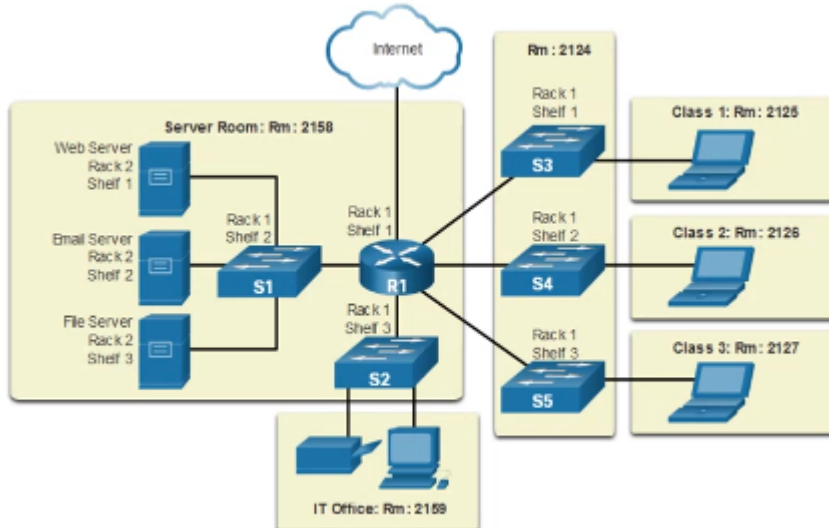 Internet
Rm: 2124
Rack 1
Shelf 1
S3
Class 1: Rm: 2125
Server Room: Rm: 2158
Web Server
Rack 2
Shelf 1
Rack 1
Shelf 2
S1
Rack 1
Shelf 1
R1
Rack 1
Shelf 2
S4
Class 2: Rm: 2126
Email Server
Rack 2
Shelf 2
File Server
Rack 2
Shelf 3
Rack 1
Shelf 3
S2
Rack 1
Shelf 3
S5
Class 3: Rm: 2127
IT Office: Rm: 2159